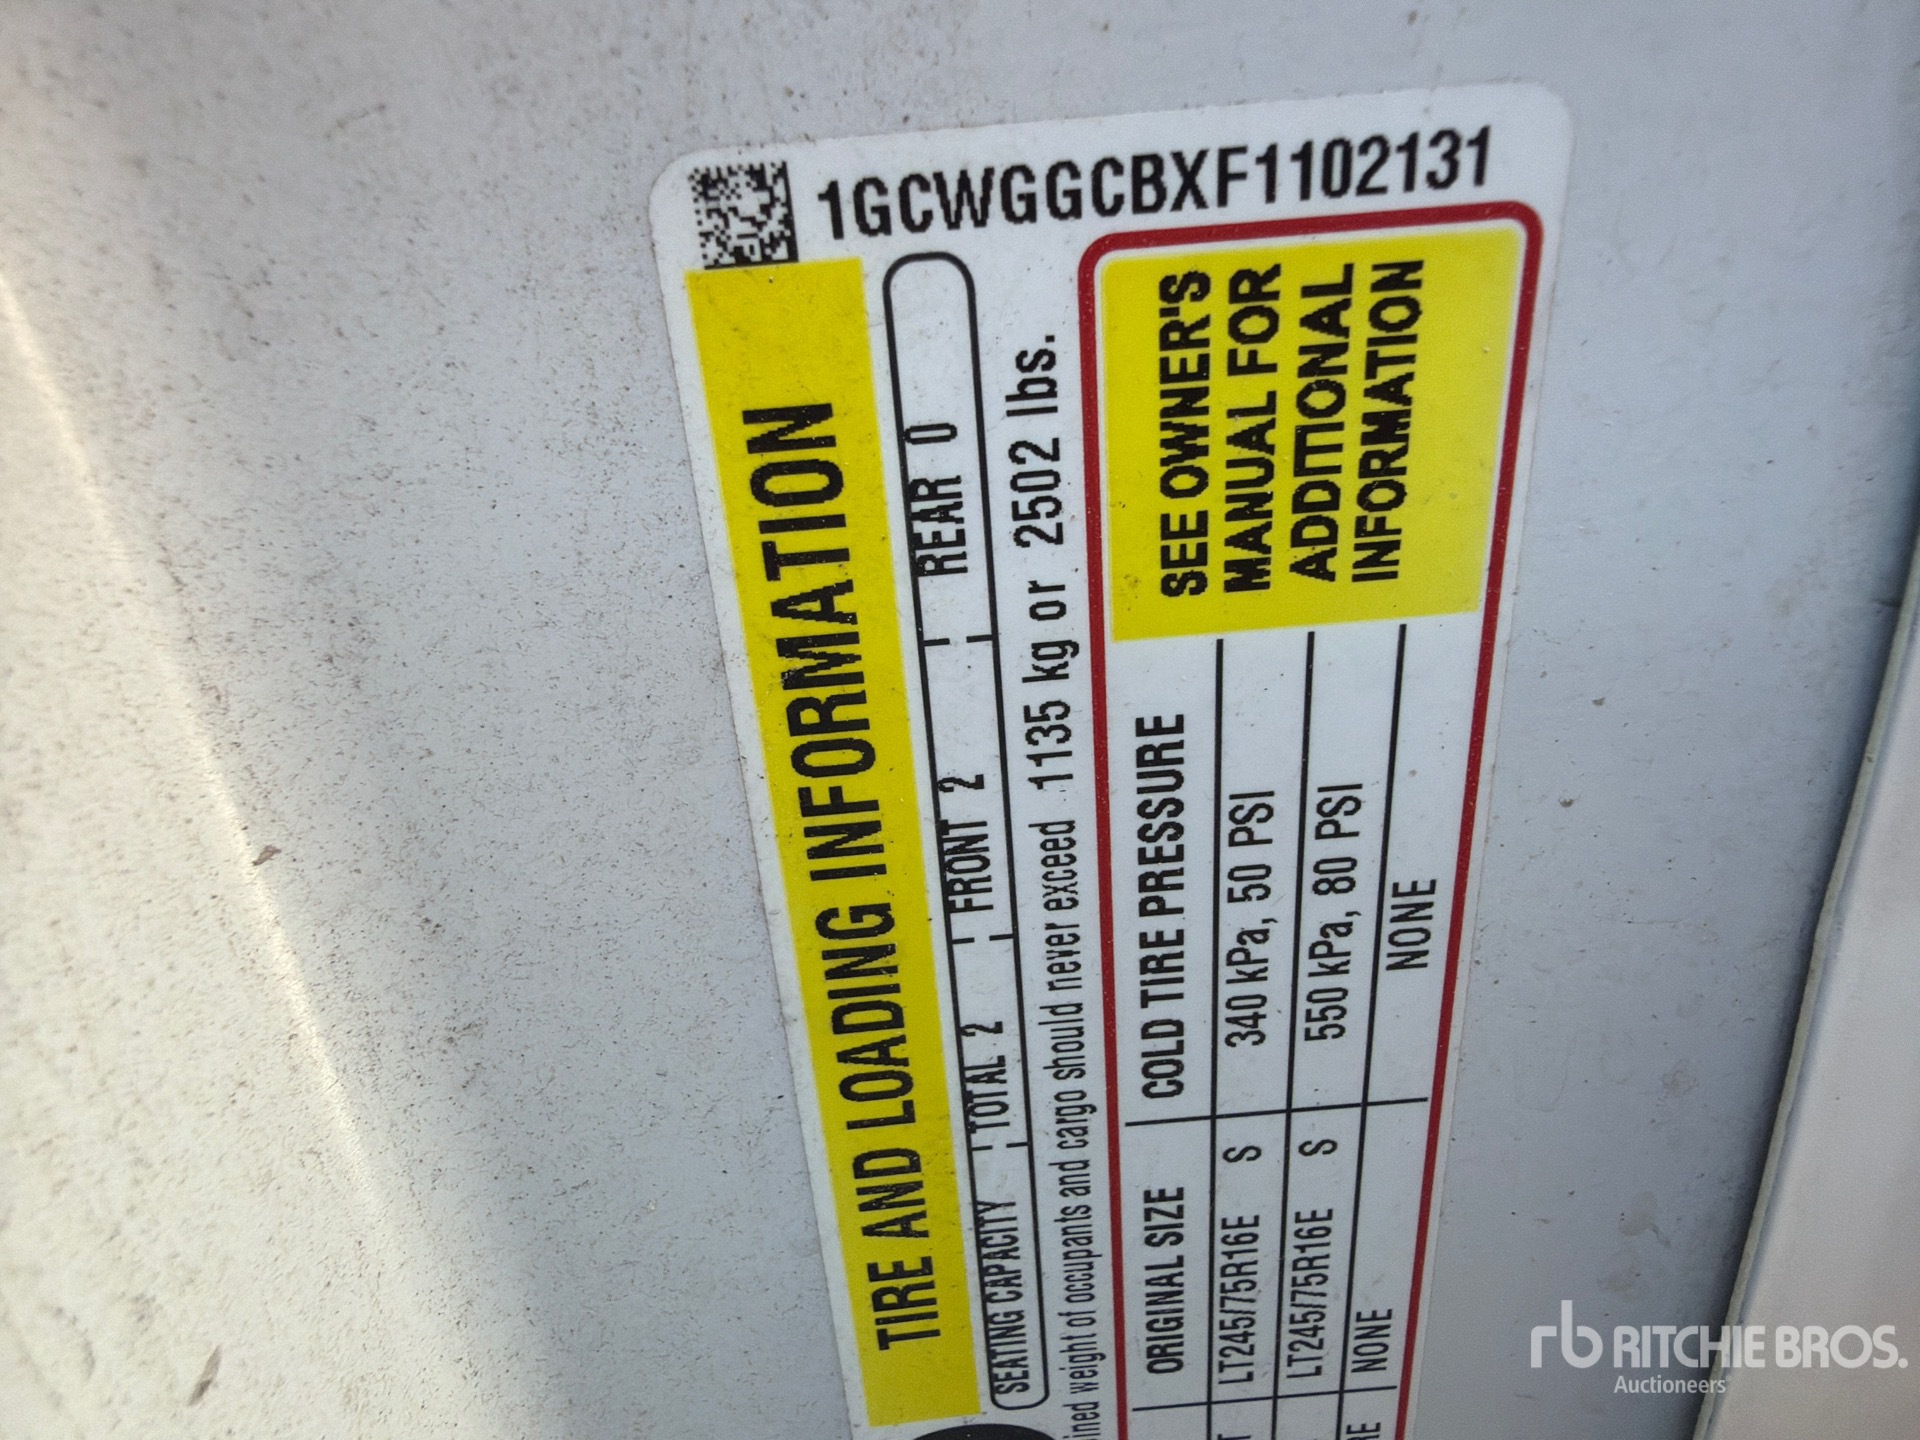 1GCWGGCBXF1102131
TIRE AND LOADING INFORMATION
SEATING CAPACITY TOTAL 2 FRONT 2 REAR 0
weight of occupants and cargo should never exceed 1135 kg or 2502 lbs.
ORIGINAL SIZE COLD TIRE PRESSURE
LT245/75R16E S 340 kPa, 50 PSI
LT245/75R16E S 550 kPa, 80 PSI
NONE NONE
SEE OWNER'S
MANUAL FOR
ADDITIONAL
INFORMATION
rb RITCHIE BROS.
Auctioneers